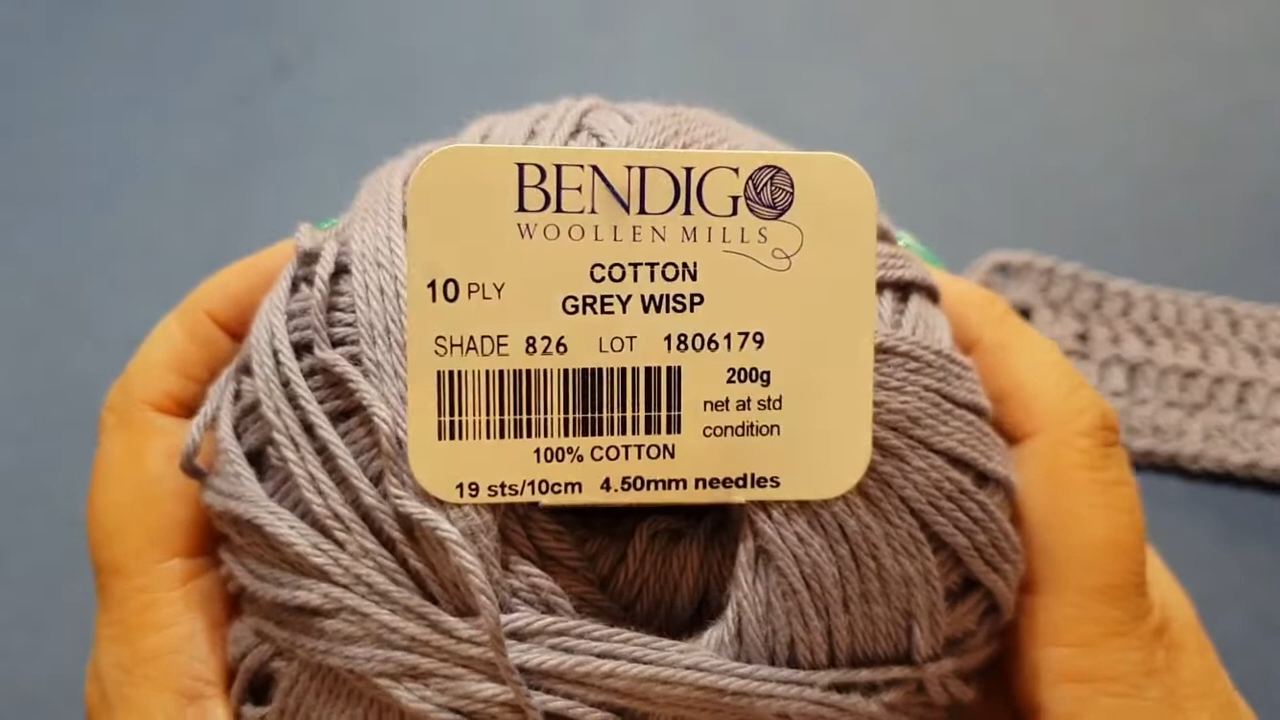 BENDIGO
WOOLLEN MILLS
COTTON
10 PLY
GREY WISP
SHADE 826 LOT 1806179
200g
net at std
condition
100% COTTON
19 sts/10cm 4.50mm needles